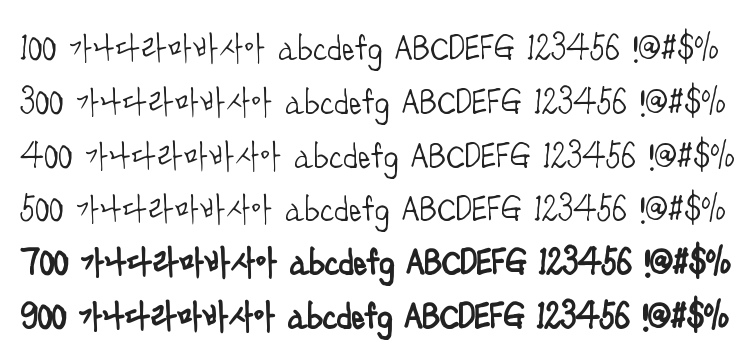 100 가나다라마바사아 abcdefg ABCDEFG 123456 !@#$%
300 가나다라마바사아 abcdefg ABCDEFG 123456 !@#$%
400 가나다라마바사아 abcdefg ABCDEFG 123456 !@#$%
500 가나다라마바사아 abcdefg ABCDEFG 123456 !@#$%
700 가나다라마바사아 abcdefg ABCDEFG 123456 !@#$%
900 가나다라마바사아 abcdefg ABCDEFG 123456 !@#$%